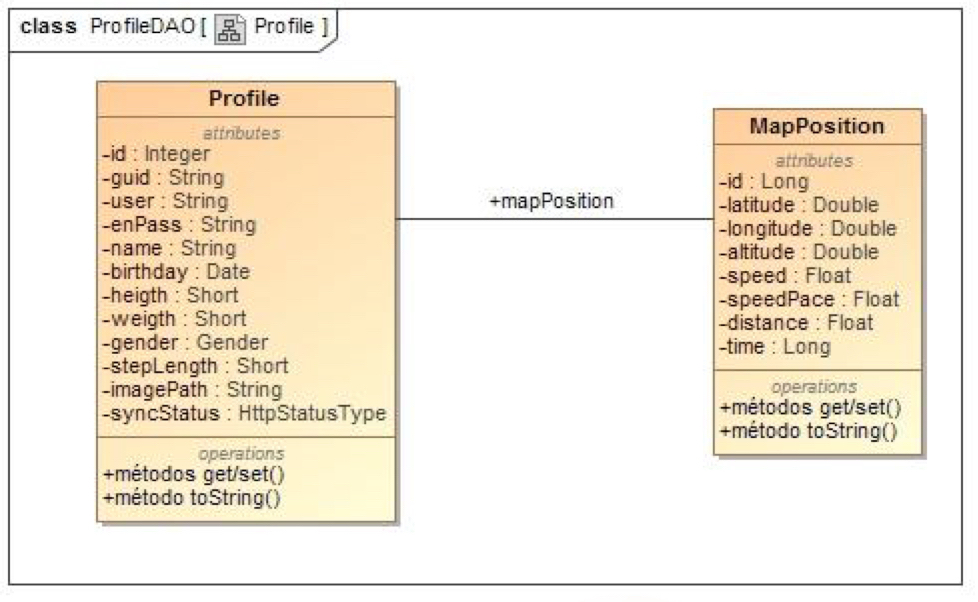 class ProfileDAO [ Profile ]
Profile
attributes
-id : Integer
-guid : String
-user : String
-enPass : String
-name : String
-birthday : Date
-heigth : Short
-weigth : Short
-gender : Gender
-stepLength : Short
-imagePath : String
-syncStatus : HttpStatusType
operations
+métodos get/set()
+método toString()
+mapPosition
MapPosition
attributes
-id : Long
-latitude : Double
-longitude : Double
-altitude : Double
-speed : Float
-speedPace : Float
-distance : Float
-time : Long
operations
+métodos get/set()
+método toString()